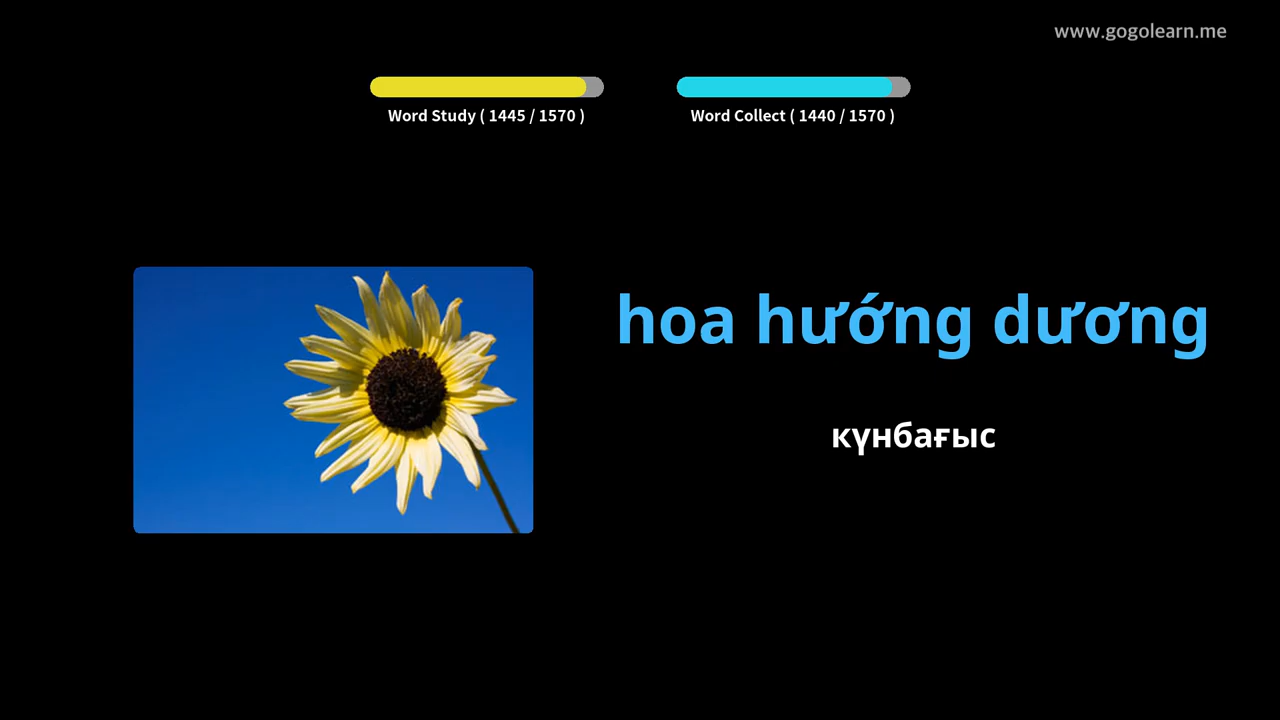 www.gogolearn.me
Word Study ( 1445 / 1570 )
Word Collect ( 1440 / 1570 )
hoa hướng dương
күнбағыс